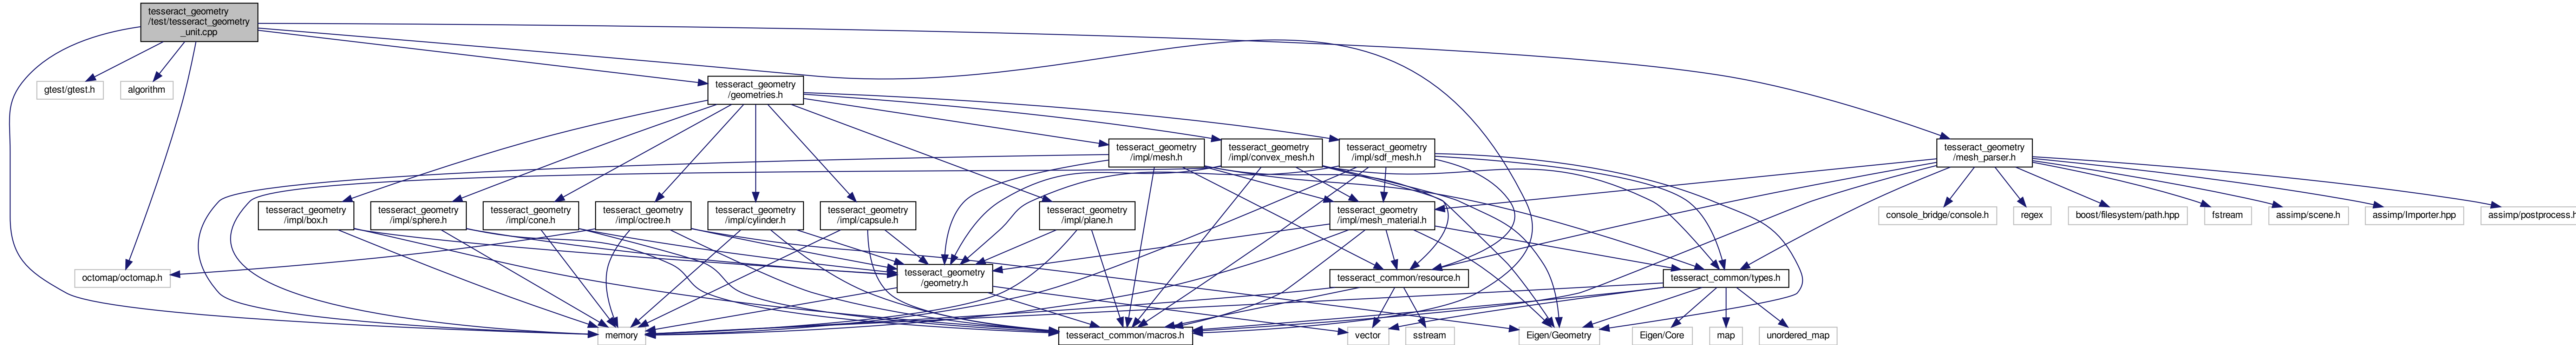 tesseract_geometry
/test/tesseract_geometry
_unit.cpp
gtest/gtest.h
algorithm
tesseract_geometry
/geometries.h
tesseract_geometry
/impl/mesh.h
tesseract_geometry
/impl/convex_mesh.h
tesseract_geometry
/impl/sdf_mesh.h
tesseract_geometry
/mesh_parser.h
tesseract_geometry
/impl/box.h
tesseract_geometry
/impl/sphere.h
tesseract_geometry
/impl/cone.h
tesseract_geometry
/impl/octree.h
tesseract_geometry
/impl/cylinder.h
tesseract_geometry
/impl/capsule.h
tesseract_geometry
/impl/plane.h
tesseract_geometry
/impl/mesh_material.h
console_bridge/console.h
regex
boost/filesystem/path.hpp
fstream
assimp/scene.h
assimp/Importer.hpp
assimp/postprocess.h
octomap/octomap.h
tesseract_geometry
/geometry.h
tesseract_common/resource.h
tesseract_common/types.h
memory
tesseract_common/macros.h
vector
sstream
Eigen/Geometry
Eigen/Core
map
unordered_map